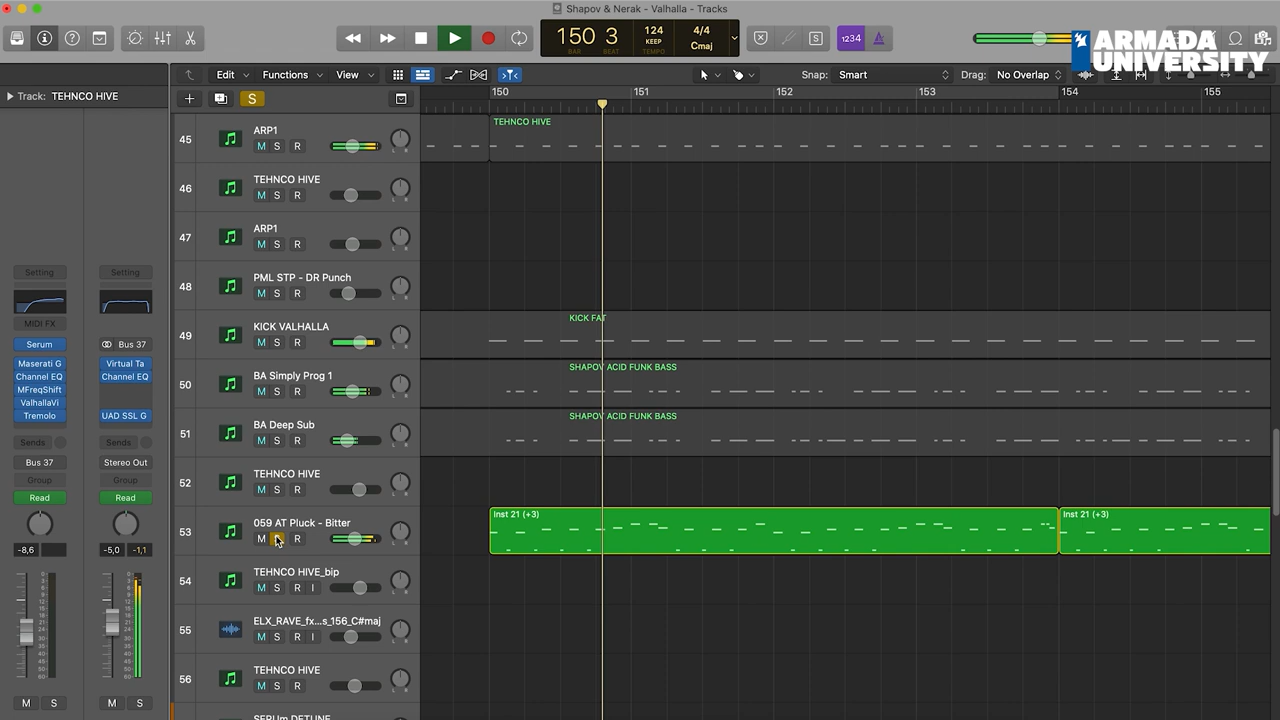 Shapov & Nerak - Valhalla - Tracks
150 3
BAR BEAT
124
KEEP
TEMPO
4/4
Cmaj
S
1234
ARMADA
UNIVERSITY
Track: TEHNCO HIVE
Edit
Functions
View
Snap: Smart
Drag: No Overlap
S
150
151
152
153
154
155
45
ARP1
M S R
TEHNCO HIVE
46
TEHNCO HIVE
M S R
47
ARP1
M S R
48
PML STP - DR Punch
M S R
49
KICK VALHALLA
M S R
KICK FAT
50
BA Simply Prog 1
M S R
SHAPOV ACID FUNK BASS
51
BA Deep Sub
M S R
SHAPOV ACID FUNK BASS
52
TEHNCO HIVE
M S R
53
059 AT Pluck - Bitter
M S R
Inst 21 (+3)
Inst 21 (+3)
54
TEHNCO HIVE_bip
M S R I
55
ELX_RAVE_fx...s_156_C#maj
M S R I
56
TEHNCO HIVE
M S R
SERUm DETUNE
Setting
MIDI FX
Serum
Maserati G
Channel EQ
MFreqShift
ValhallaVi
Tremolo
Sends
Bus 37
Group
Read
-8,6
M S
Setting
Bus 37
Virtual Ta
Channel EQ
UAD SSL G
Sends
Stereo Out
Group
Read
-5,0 -1,1
M S